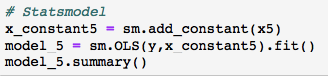 # Statsmodel
x_constant5 = sm.add_constant(x5)
model_5 = sm.OLS(y,x_constant5).fit()
model_5.summary()